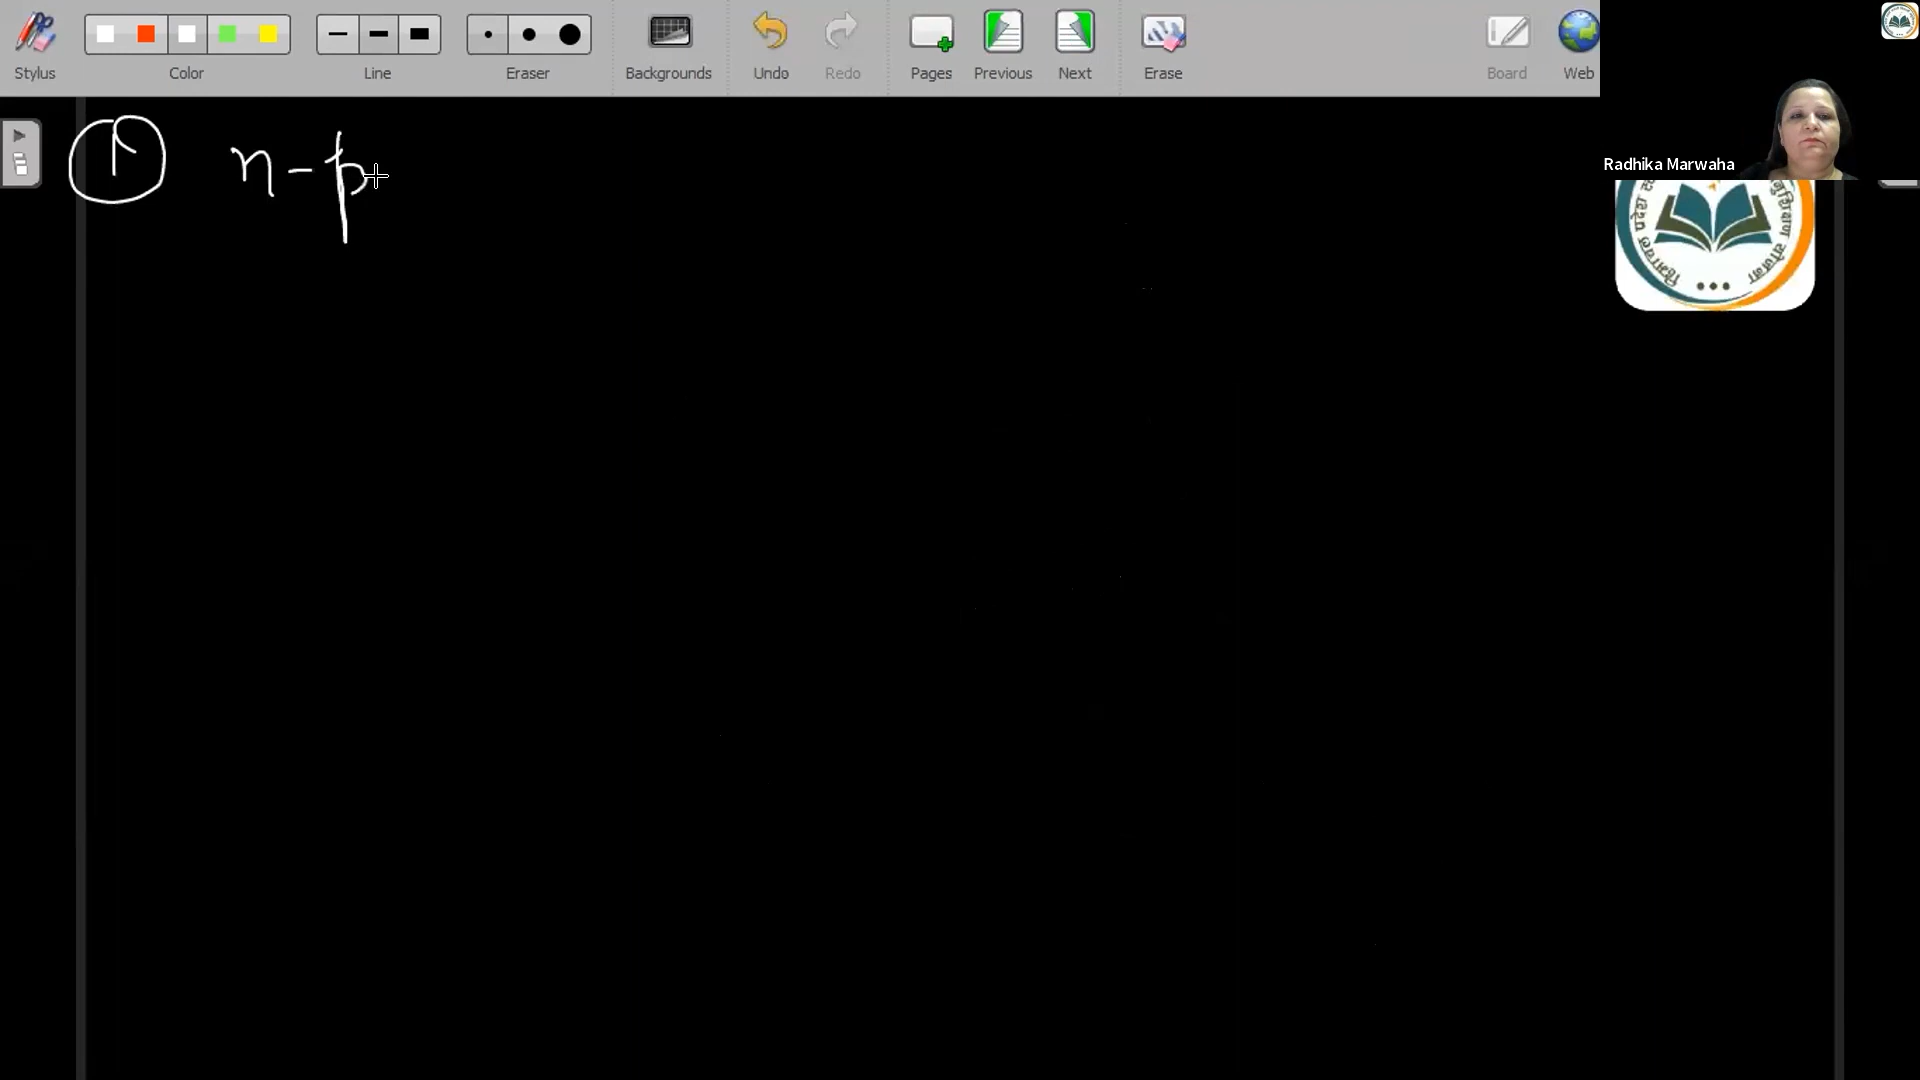 Stylus Color Line Eraser Backgrounds Undo Redo Pages Previous Next Erase Board Web
① n-p
Radhika Marwaha